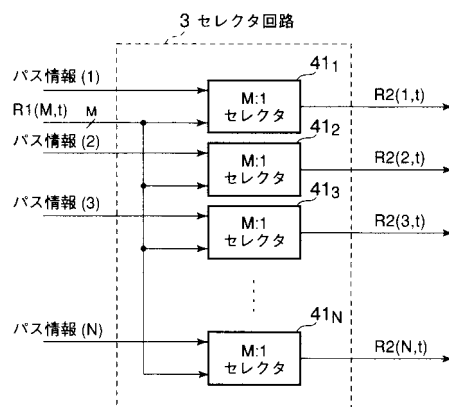 3 セレクタ回路
パス情報 (1)
R1(M,t) M
パス情報 (2)
パス情報 (3)
パス情報 (N)
41₁
M:1
セレクタ
R2(1,t)
41₂
M:1
セレクタ
R2(2,t)
41₃
M:1
セレクタ
R2(3,t)
41N
M:1
セレクタ
R2(N,t)